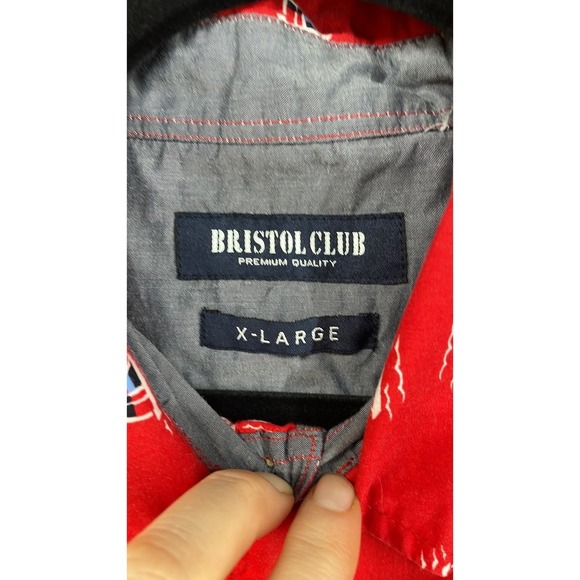 BRISTOL CLUB
PREMIUM QUALITY
X-LARGE